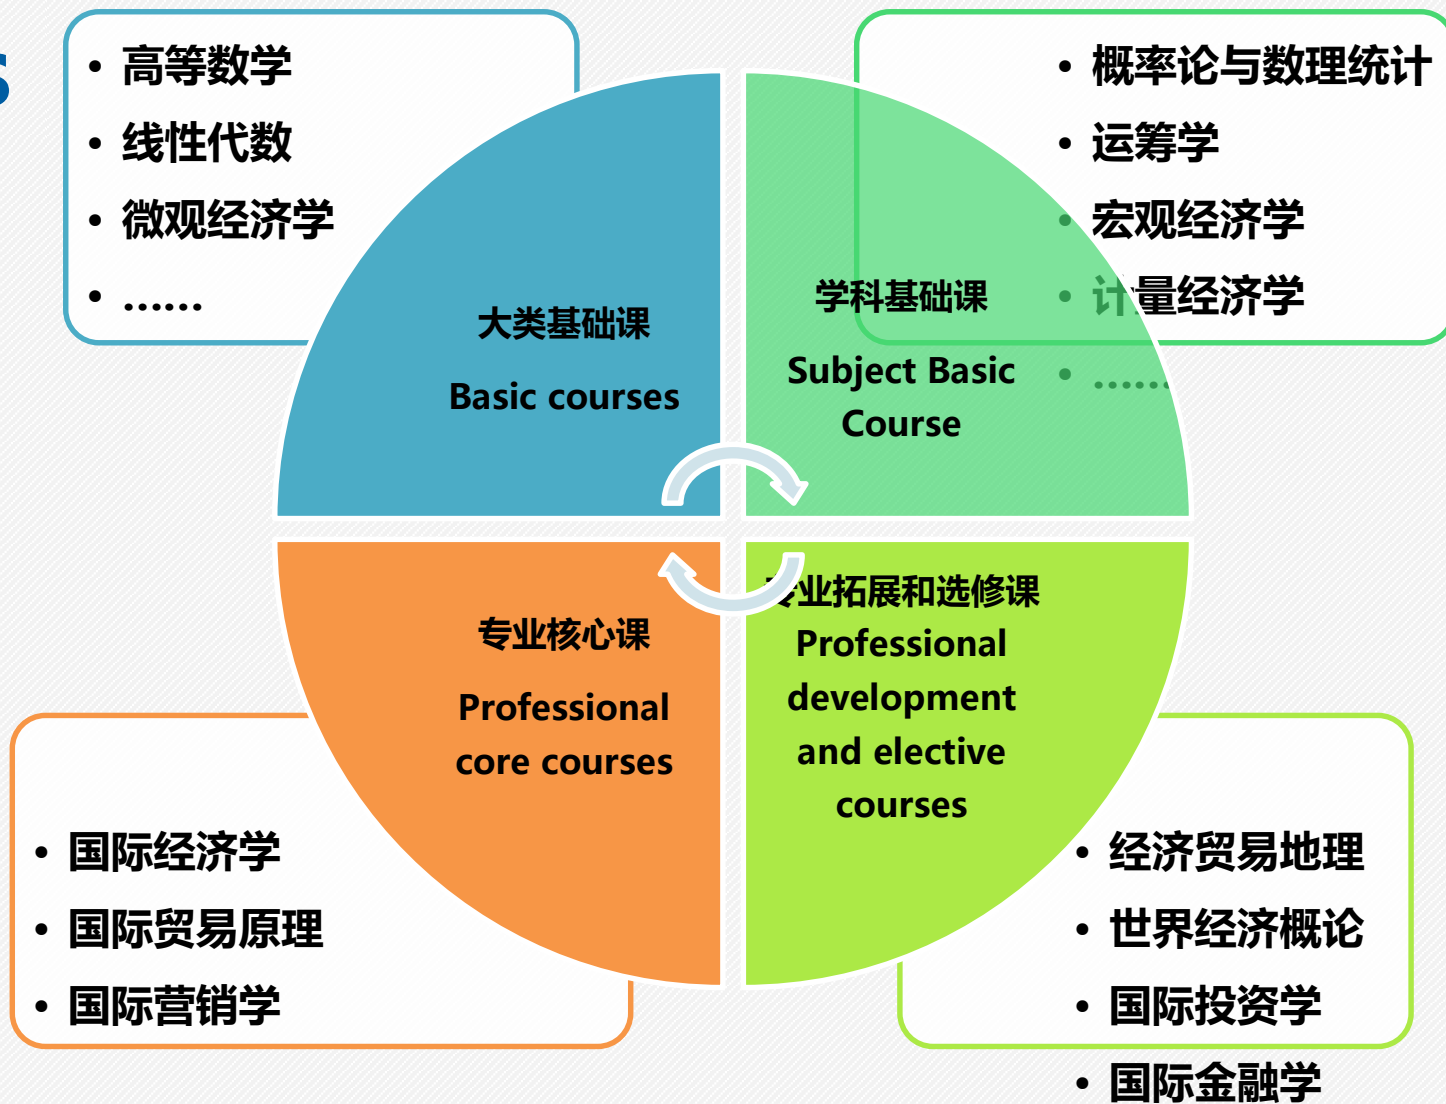 s
• 高等数学
• 线性代数
• 微观经济学
• ……
• 概率论与数理统计
• 运筹学
• 宏观经济学
• 计量经济学
• ……
大类基础课
Basic courses
学科基础课
Subject Basic
Course
专业核心课
Professional
core courses
专业拓展和选修课
Professional
development
and elective
courses
• 国际经济学
• 国际贸易原理
• 国际营销学
• 经济贸易地理
• 世界经济概论
• 国际投资学
• 国际金融学